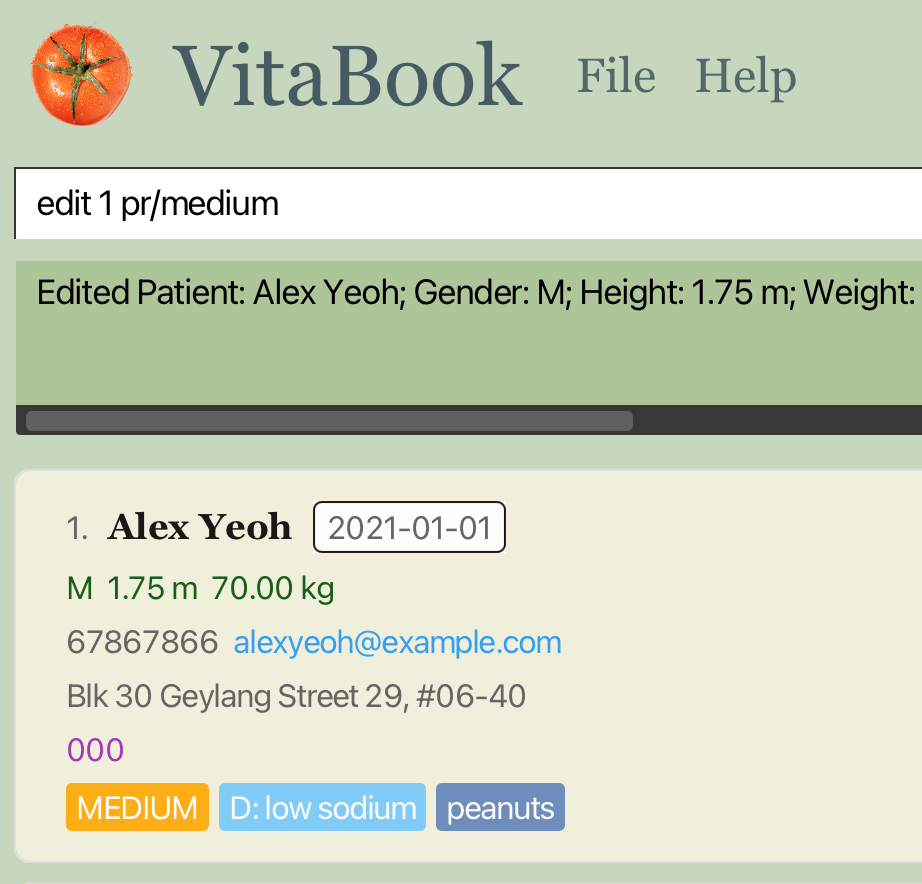 VitaBook File Help
edit 1 pr/medium
Edited Patient: Alex Yeoh; Gender: M; Height: 1.75 m; Weight:
1. Alex Yeoh 2021-01-01
M 1.75 m 70.00 kg
67867866 alexyeoh@example.com
Blk 30 Geylang Street 29, #06-40
000
MEDIUM D: low sodium peanuts